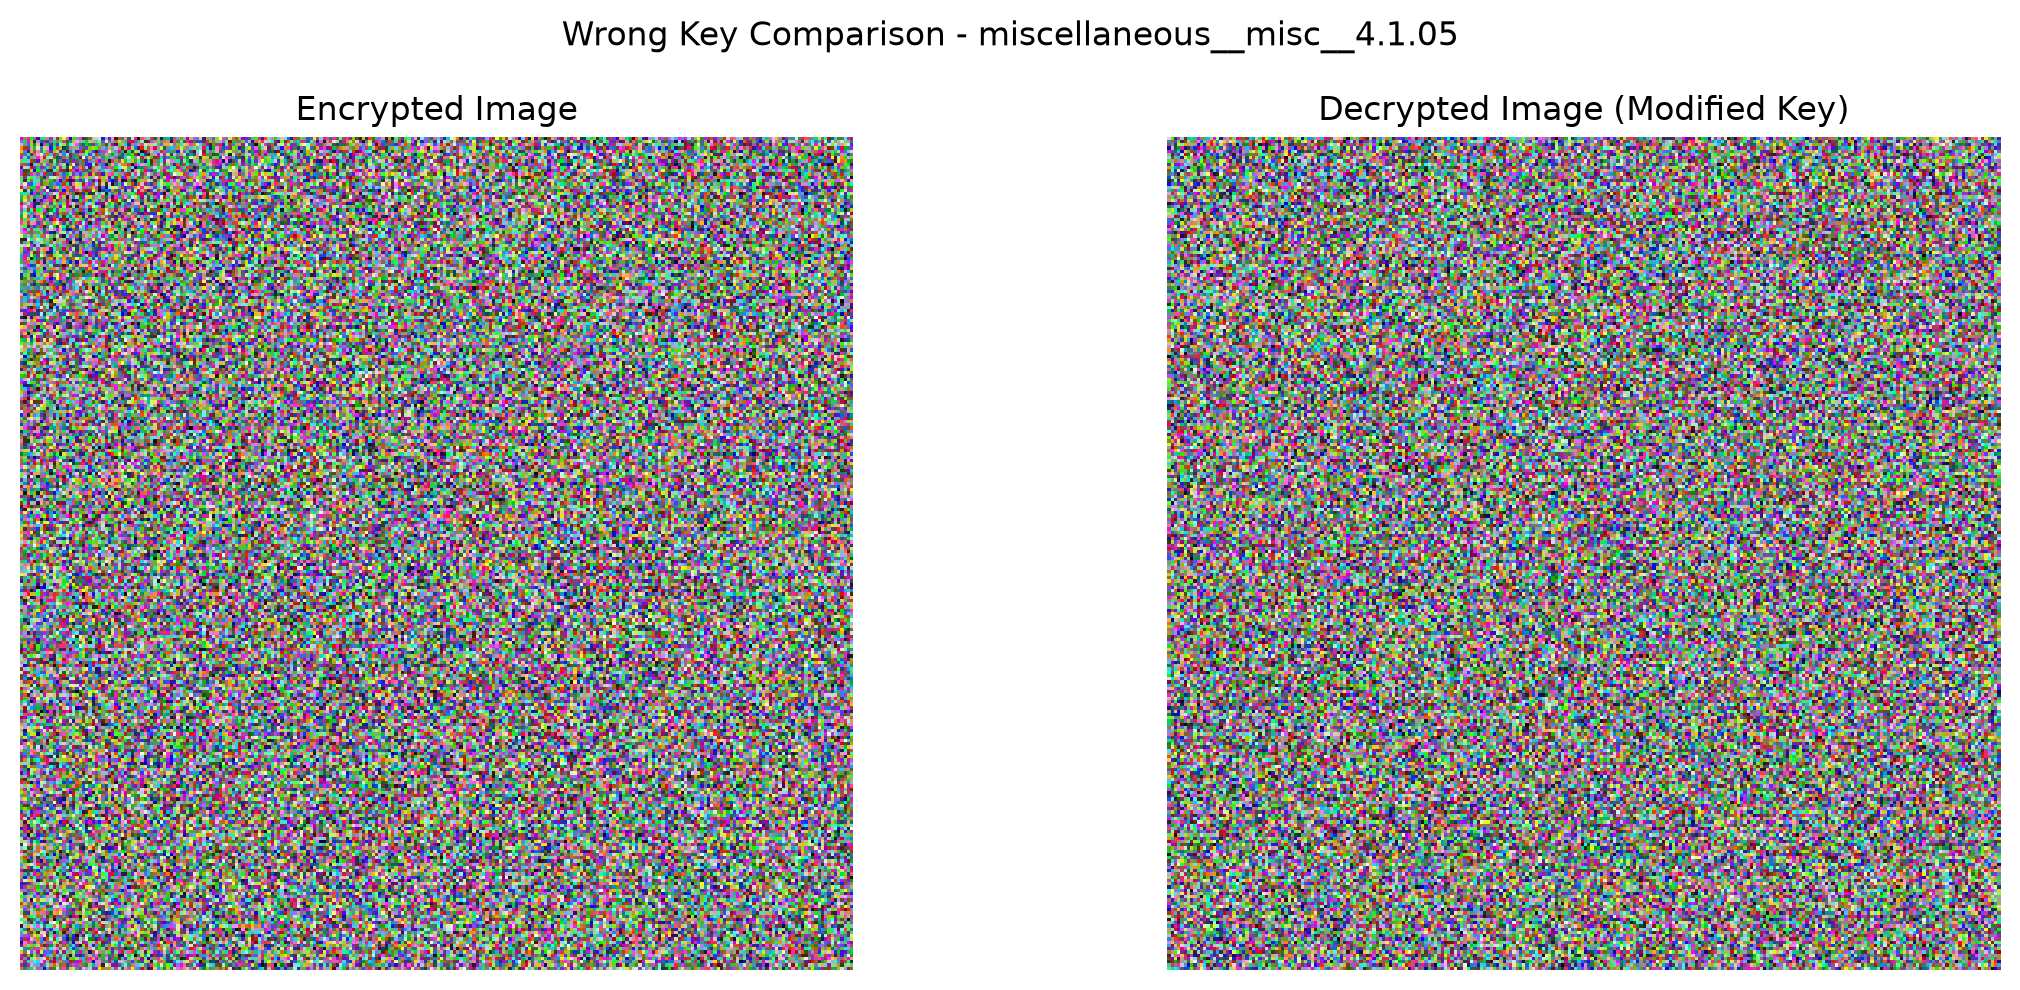 Wrong Key Comparison - miscellaneous__misc__4.1.05
Encrypted Image
Decrypted Image (Modified Key)